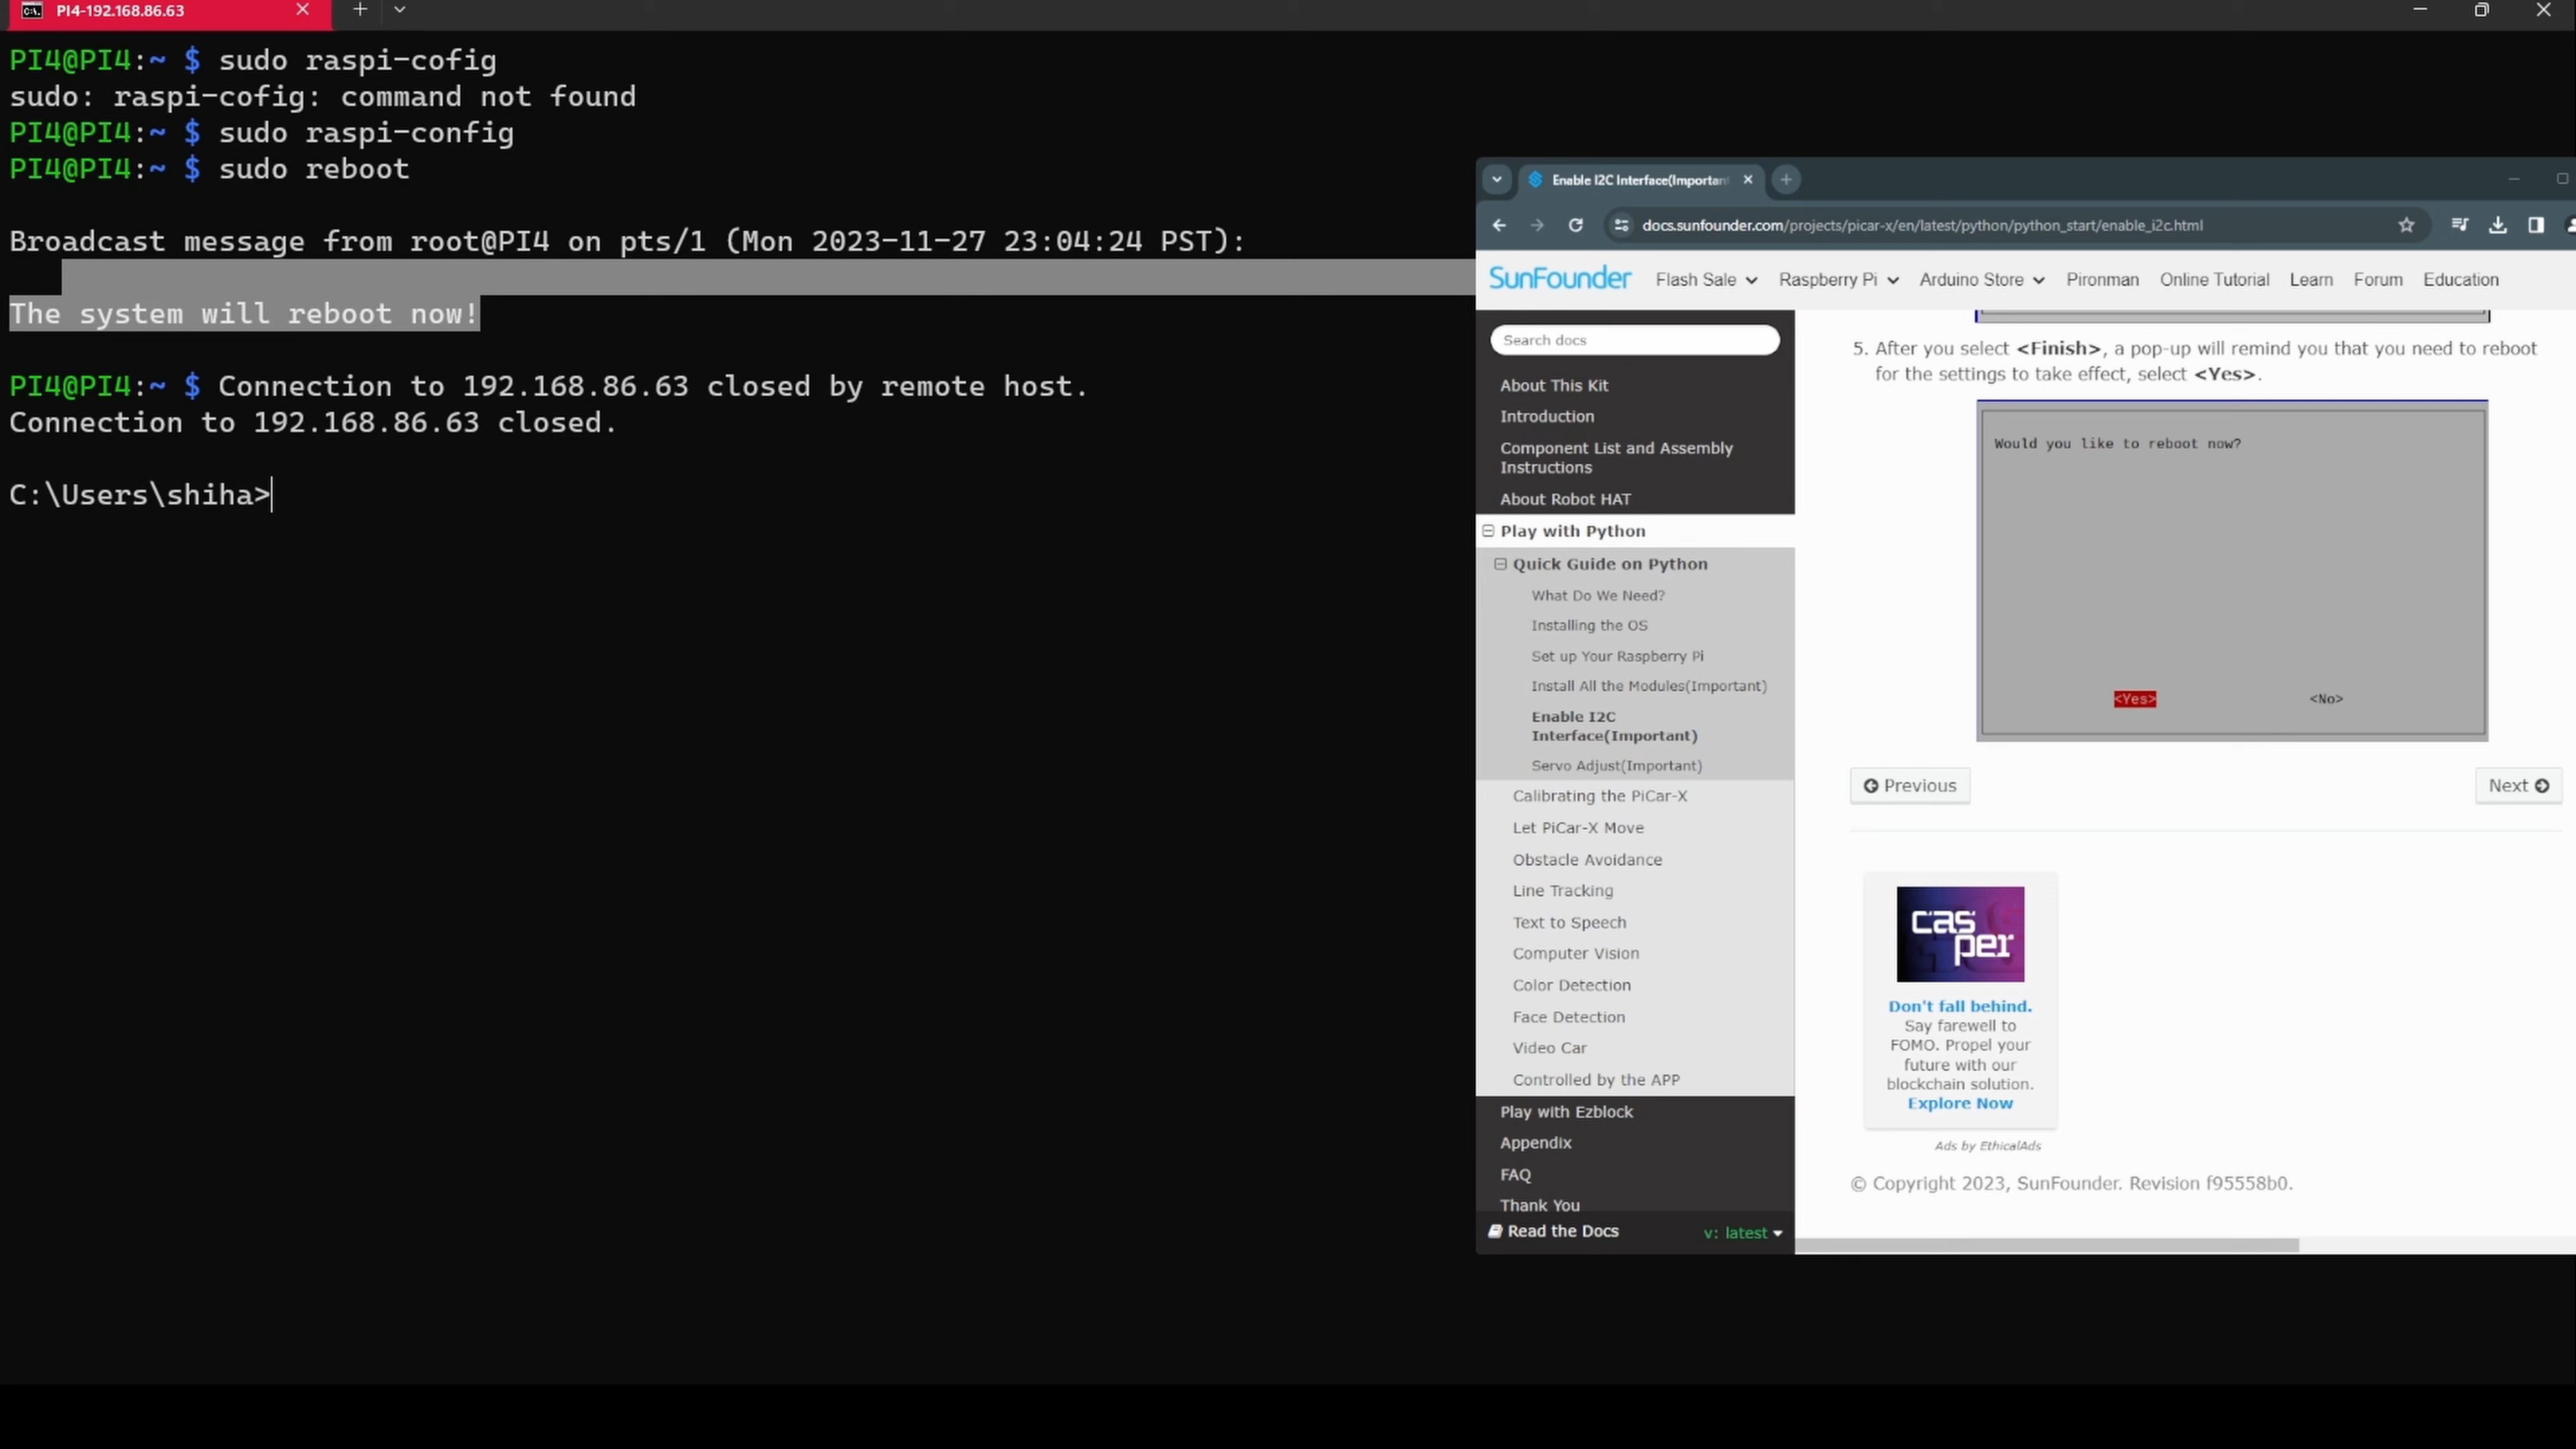 PI4-192.168.86.63
PI4@PI4:~ $ sudo raspi-cofig
sudo: raspi-cofig: command not found
PI4@PI4:~ $ sudo raspi-config
PI4@PI4:~ $ sudo reboot
Broadcast message from root@PI4 on pts/1 (Mon 2023-11-27 23:04:24 PST):
The system will reboot now!
PI4@PI4:~ $ Connection to 192.168.86.63 closed by remote host.
Connection to 192.168.86.63 closed.
C:\Users\shiha>
Enable I2C Interface(Importan
docs.sunfounder.com/projects/picar-x/en/latest/python/python_start/enable_i2c.html
SunFounder Flash Sale Raspberry Pi Arduino Store Pironman Online Tutorial Learn Forum Education
Search docs
About This Kit
Introduction
Component List and Assembly
Instructions
About Robot HAT
Play with Python
Quick Guide on Python
What Do We Need?
Installing the OS
Set up Your Raspberry Pi
Install All the Modules(Important)
Enable I2C
Interface(Important)
Servo Adjust(Important)
Calibrating the PiCar-X
Let PiCar-X Move
Obstacle Avoidance
Line Tracking
Text to Speech
Computer Vision
Color Detection
Face Detection
Video Car
Controlled by the APP
Play with Ezblock
Appendix
FAQ
Thank You
Read the Docs v: latest
5. After you select <Finish>, a pop-up will remind you that you need to reboot
for the settings to take effect, select <Yes>.
Would you like to reboot now?
<Yes> <No>
Previous Next
cas
per
Don't fall behind.
Say farewell to
FOMO. Propel your
future with our
blockchain solution.
Explore Now
Ads by EthicalAds
© Copyright 2023, SunFounder. Revision f95558b0.